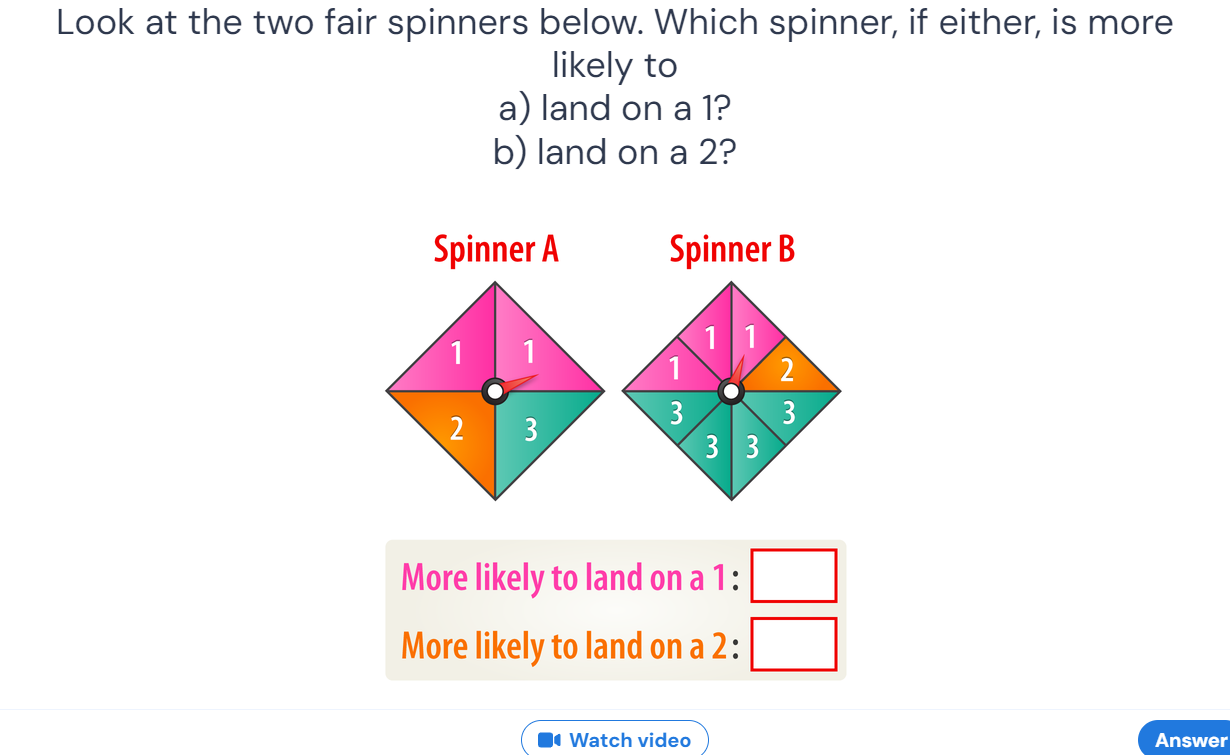 Look at the two fair spinners below. Which spinner, if either, is more
likely to
a) land on a 1?
b) land on a 2?
Spinner A
Spinner B
1 1
2 3
1 1
1 2
3 3
3 3
More likely to land on a 1:
More likely to land on a 2:
Watch video
Answer